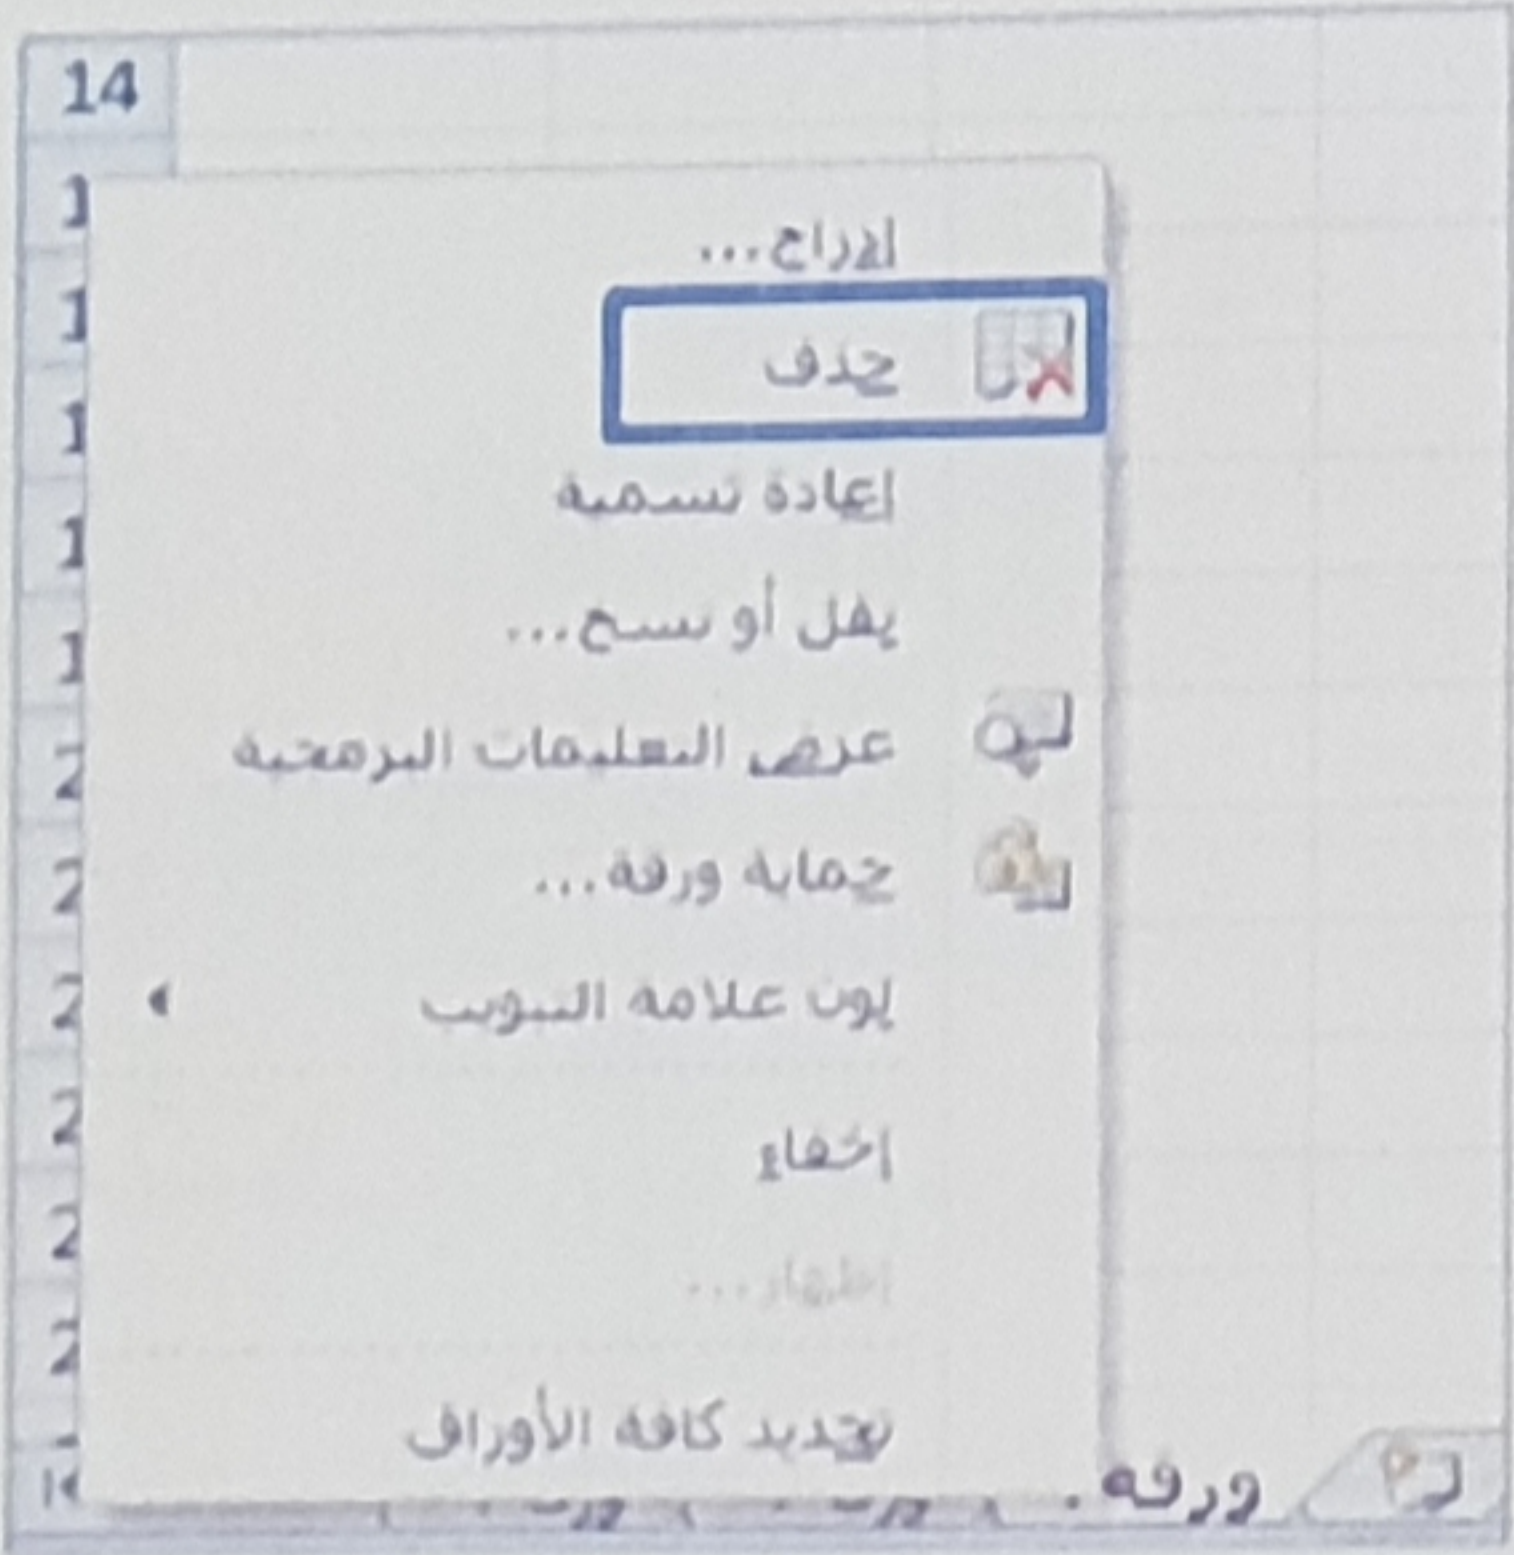 14
إدراج...
حذف
إعادة تسمية
نقل أو نسخ...
عرض التعليمات البرمجية
حماية ورقة...
لون علامة التبويب
إخفاء
إظهار...
تحديد كافة الأوراق
ورقة